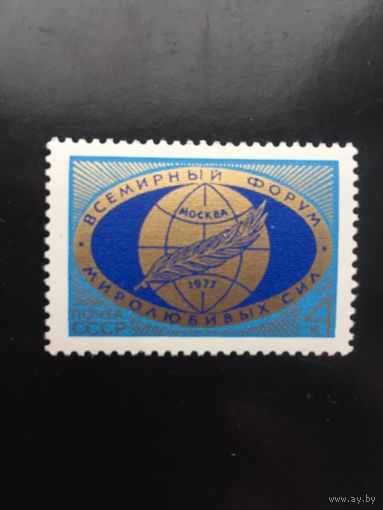 ВСЕМИРНЫЙ ФОРУМ
МОСКВА
1977
МИРОЛЮБИВЫХ СИЛ
ПОЧТА
СССР
4
к
www.ay.by